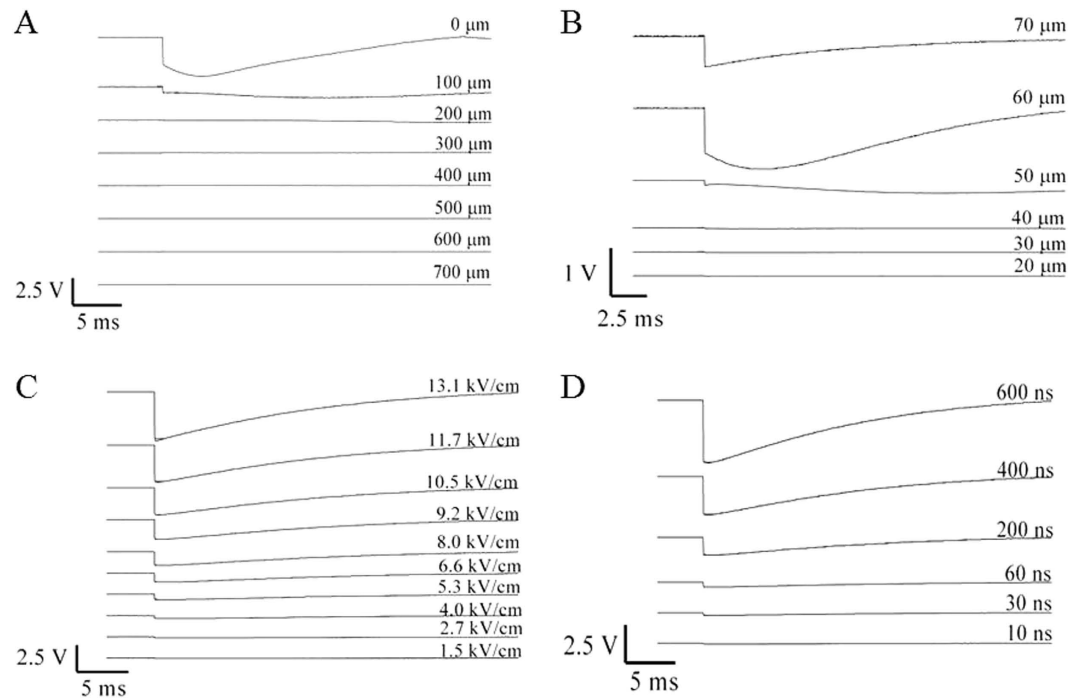 A
0 μm
100 μm
200 μm
300 μm
400 μm
500 μm
600 μm
700 μm
2.5 V
5 ms
B
70 μm
60 μm
50 μm
40 μm
30 μm
20 μm
1 V
2.5 ms
C
13.1 kV/cm
11.7 kV/cm
10.5 kV/cm
9.2 kV/cm
8.0 kV/cm
6.6 kV/cm
5.3 kV/cm
4.0 kV/cm
2.7 kV/cm
1.5 kV/cm
2.5 V
5 ms
D
600 ns
400 ns
200 ns
60 ns
30 ns
10 ns
2.5 V
5 ms